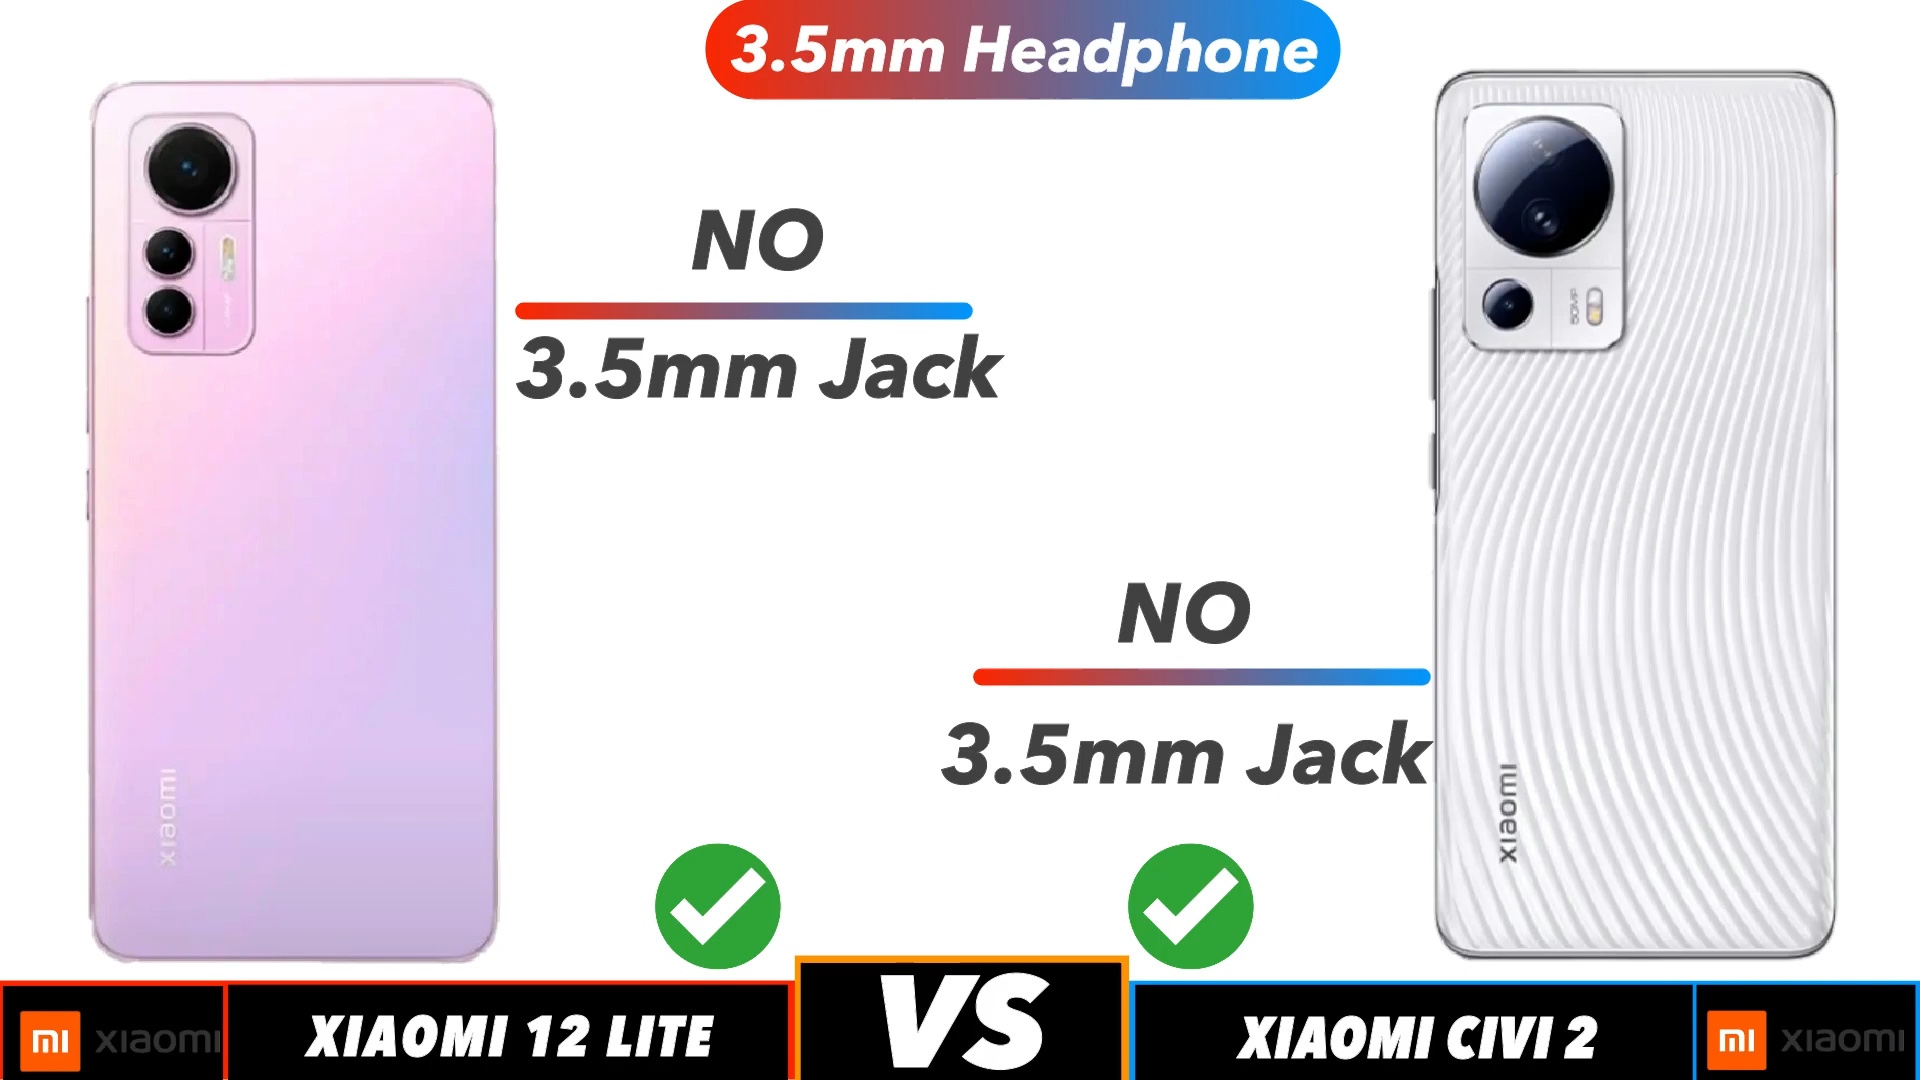 3.5mm Headphone
NO
3.5mm Jack
NO
3.5mm Jack
xiaomi
50MP
xiaomi
mi xiaomi
XIAOMI 12 LITE
VS
XIAOMI CIVI 2
mi xiaomi